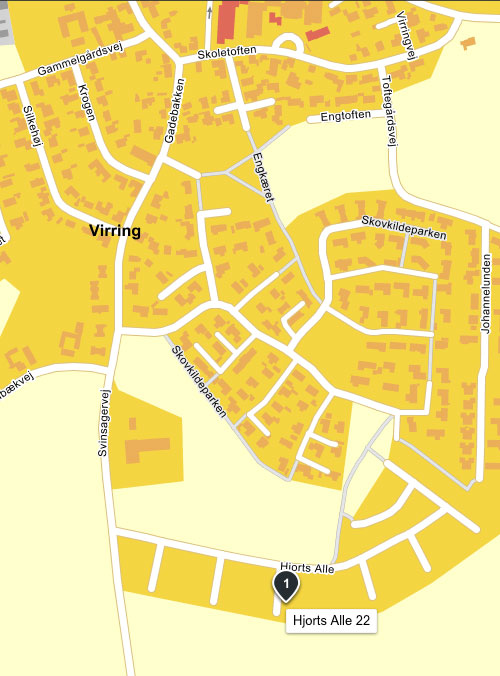 Virringvej
Gammelgårdsvej
Skoletoften
Silkehøj
Krogen
Gadebakken
Toftegårdsvej
Engtoften
Engkæret
Virring
Skovkildeparken
Johannelunden
Skovkildeparken
bækvej
Svinsagervej
Hjorts Alle
1
Hjorts Alle 22